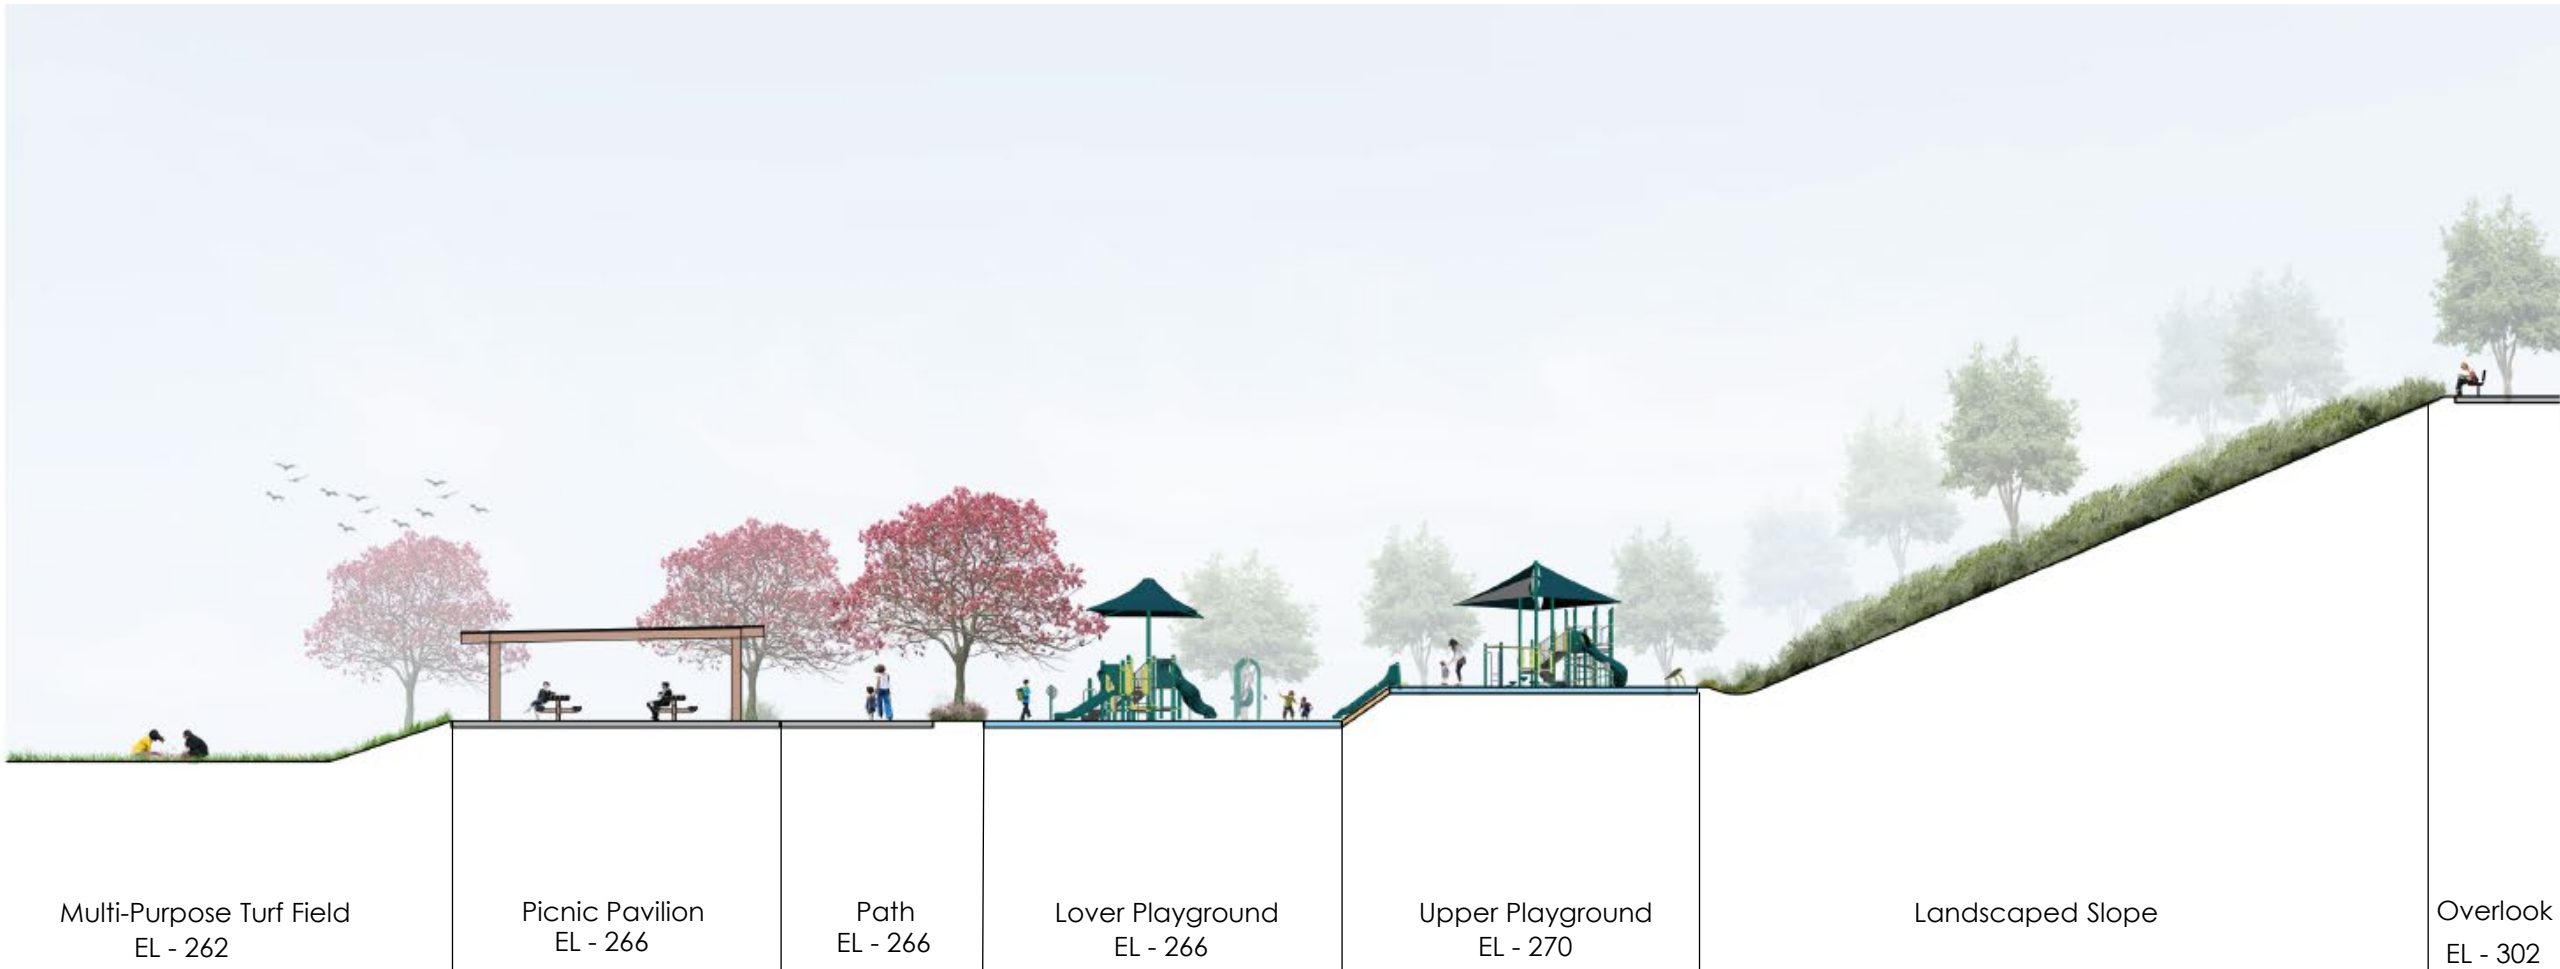 Multi-Purpose Turf Field
EL - 262
Picnic Pavilion
EL - 266
Path
EL - 266
Lover Playground
EL - 266
Upper Playground
EL - 270
Landscaped Slope
Overlook
EL - 302